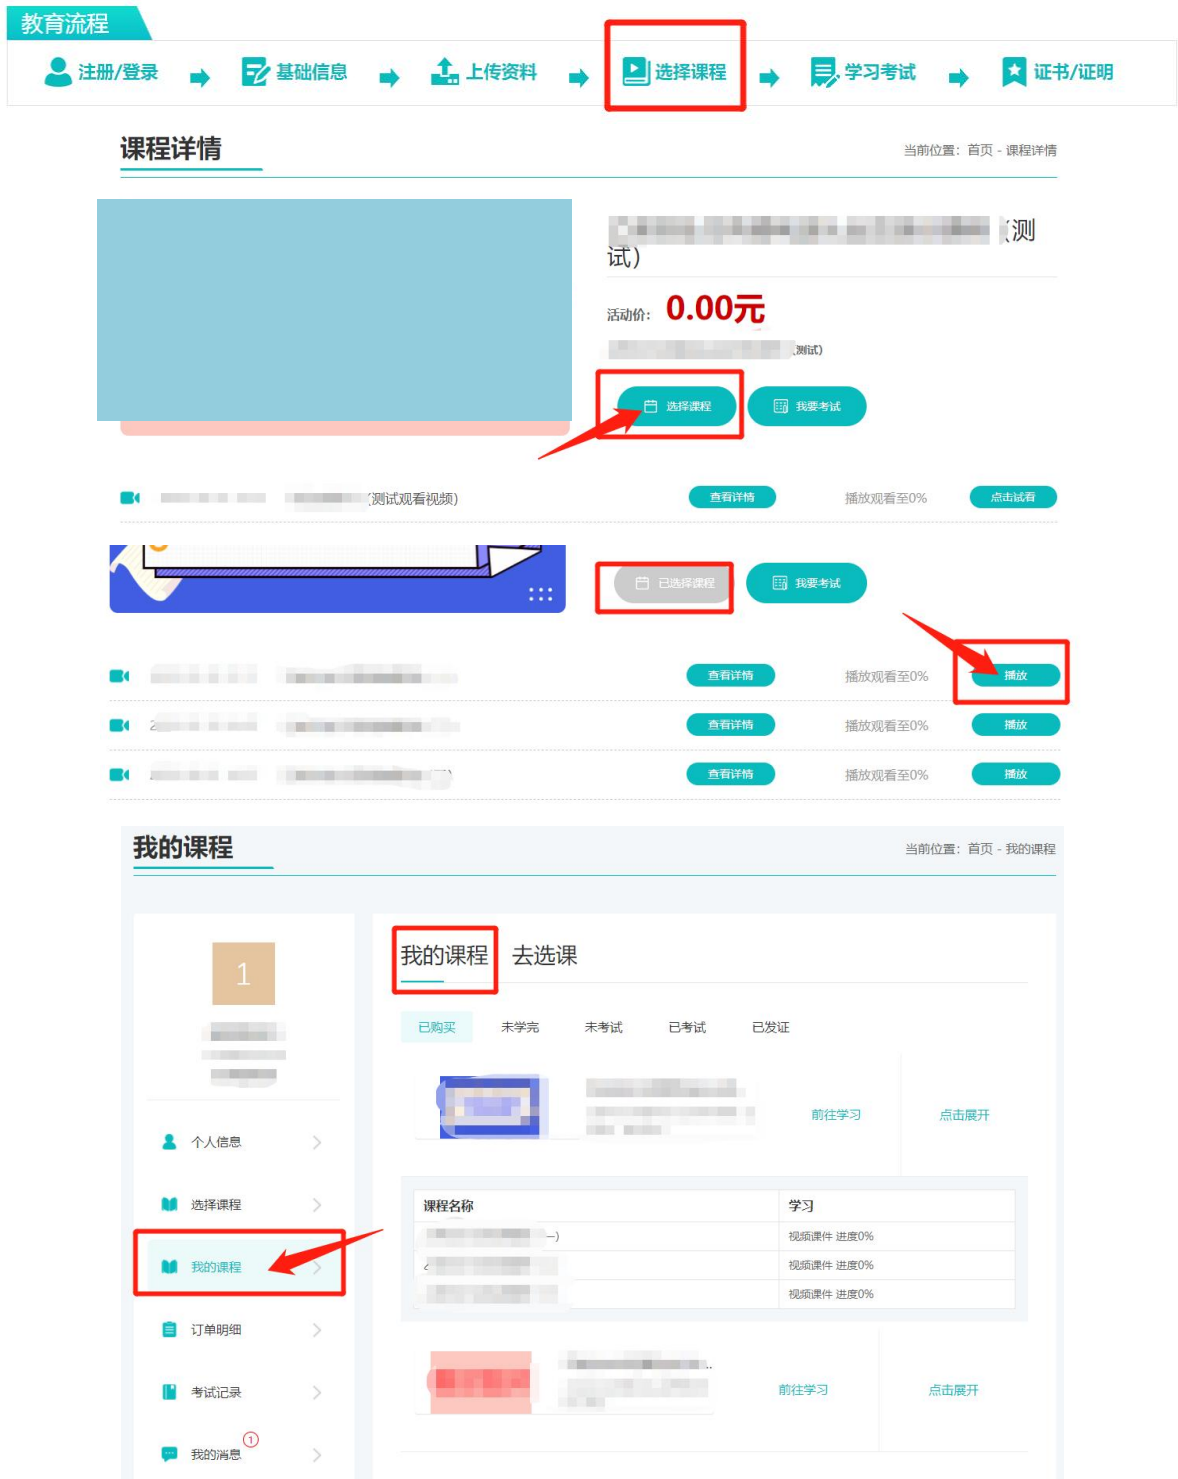 教育流程
注册/登录
基础信息
上传资料
选择课程
学习考试
证书/证明
课程详情
当前位置：首页 - 课程详情
（测
试）
活动价：
0.00元
（测试）
选择课程
我要考试
（测试观看视频）
查看详情
播放观看至0%
点击试看
已选择课程
我要考试
查看详情
播放观看至0%
播放
查看详情
播放观看至0%
播放
查看详情
播放观看至0%
播放
我的课程
当前位置：首页 - 我的课程
1
我的课程
去选课
已购买
未学完
未考试
已考试
已发证
前往学习
点击展开
个人信息
选择课程
我的课程
订单明细
考试记录
我的消息
1
课程名称
学习
一）
视频课件 进度0%
视频课件 进度0%
视频课件 进度0%
前往学习
点击展开